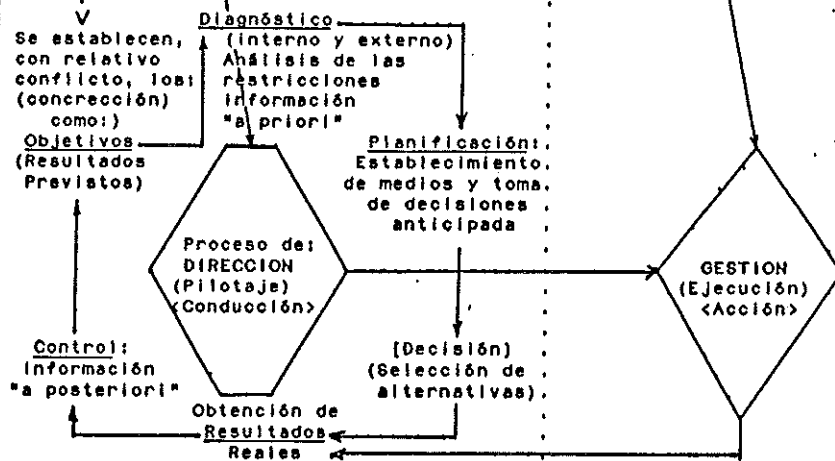 Se establecen,
con relativo
conflicto, los:
(concrección)
como:)
Objetivos
(Resultados
Previstos)
Diagnóstico
(interno y externo)
Análisis de las
restricciones
información
"a priori"
Planificación:
Establecimiento
de medios y toma
de decisiones
anticipada
Proceso de:
DIRECCION
(Pilotaje)
<Conducción>
GESTION
(Ejecución)
<Acción>
Control:
información
"a posteriori"
[Decisión]
(Selección de
alternativas)
Obtención de
Resultados
Reales